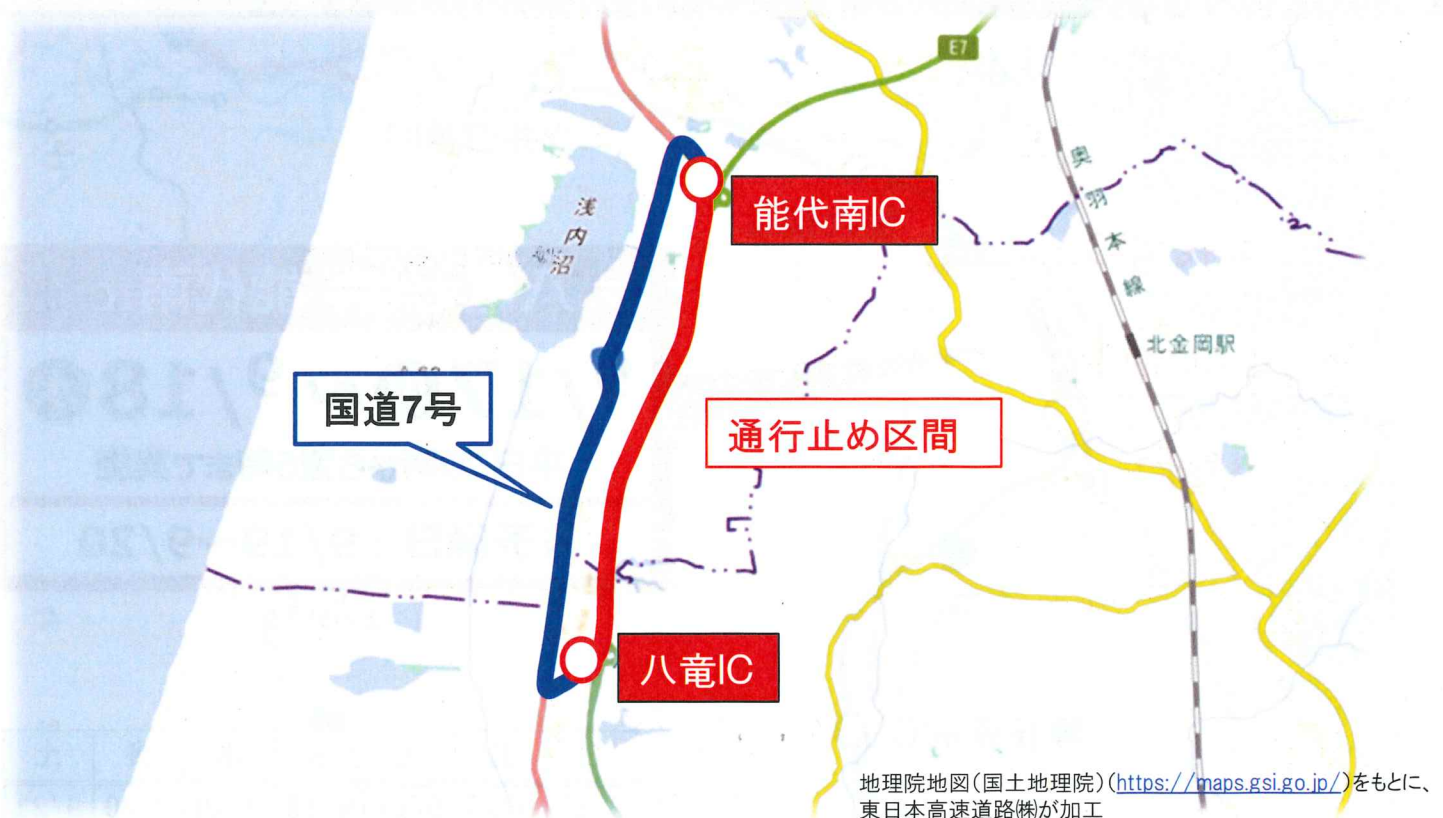 E7
能代南IC
浅内沼
奥羽本線
北金岡駅
国道7号
通行止め区間
八竜IC
地理院地図(国土地理院)(https://maps.gsi.go.jp/)をもとに、
東日本高速道路㈱が加工